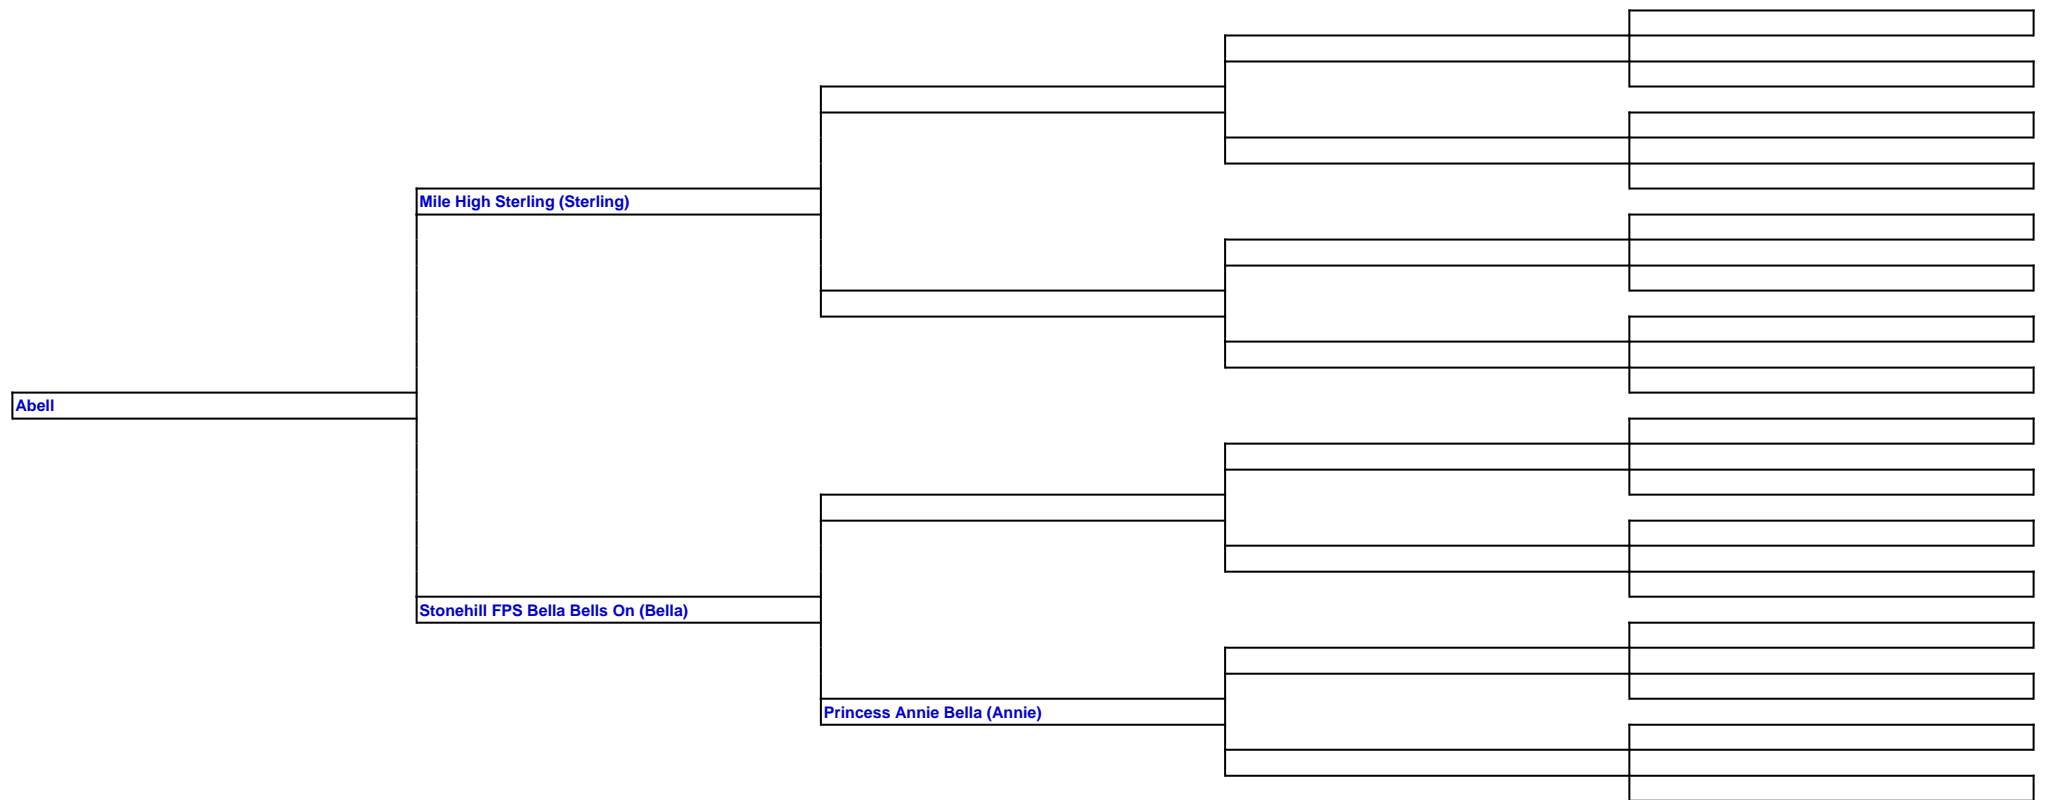 Mile High Sterling (Sterling)
Abell
Stonehill FPS Bella Bells On (Bella)
Princess Annie Bella (Annie)